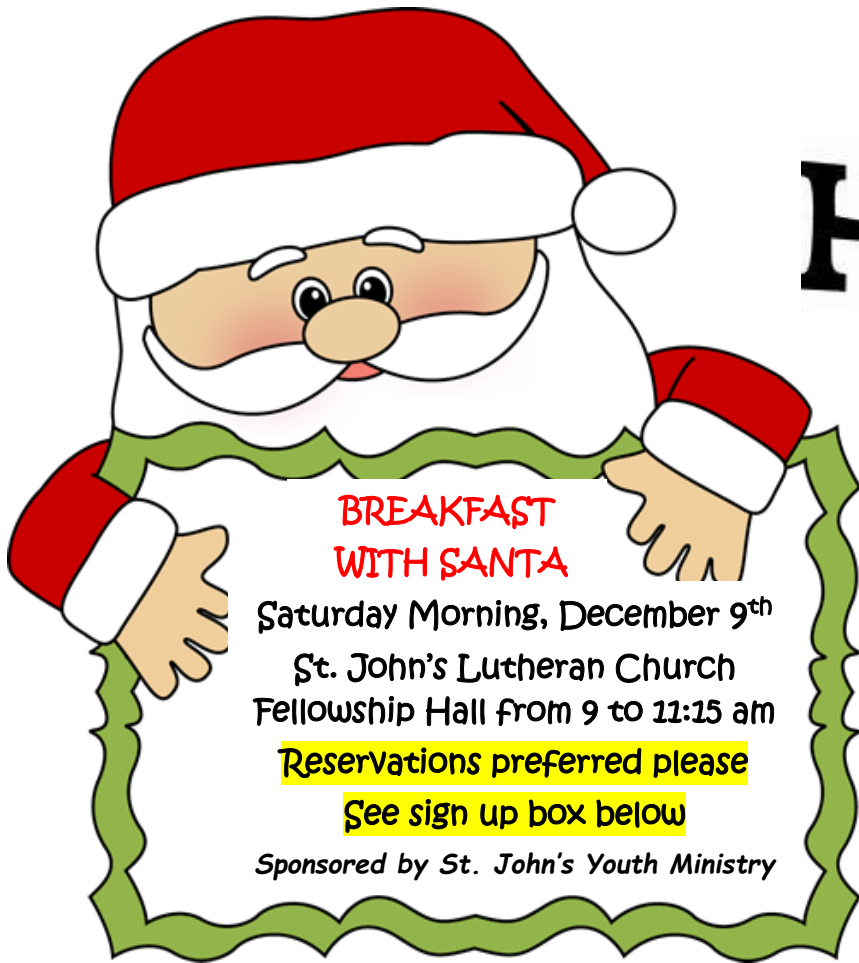 BREAKFAST
WITH SANTA
Saturday Morning, December 9th
St. John's Lutheran Church
Fellowship Hall from 9 to 11:15 am
Reservations preferred please
See sign up box below
Sponsored by St. John's Youth Ministry